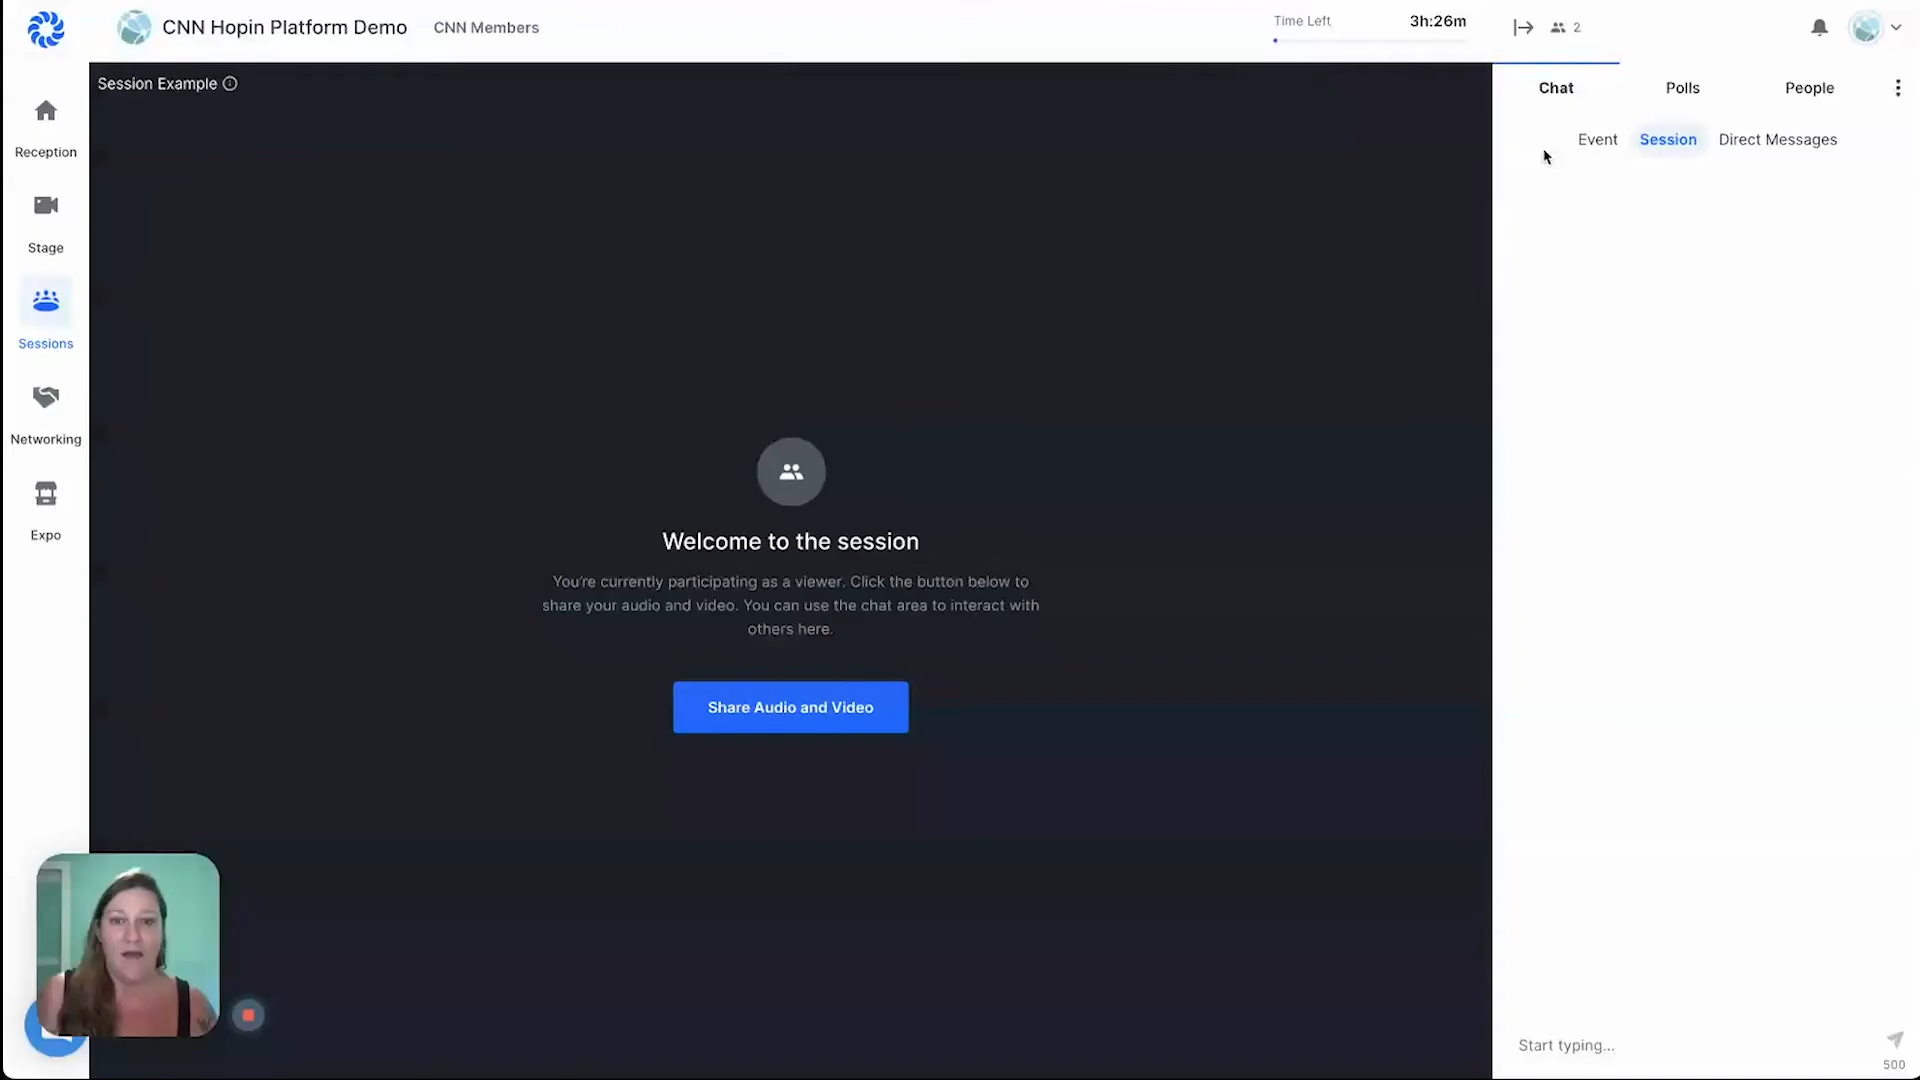 CNN Hopin Platform Demo
CNN Members
Time Left
3h:26m
2
Session Example
Chat
Polls
People
Event
Session
Direct Messages
Reception
Stage
Sessions
Networking
Expo
Welcome to the session
You're currently participating as a viewer. Click the button below to
share your audio and video. You can use the chat area to interact with
others here.
Share Audio and Video
Start typing...
500